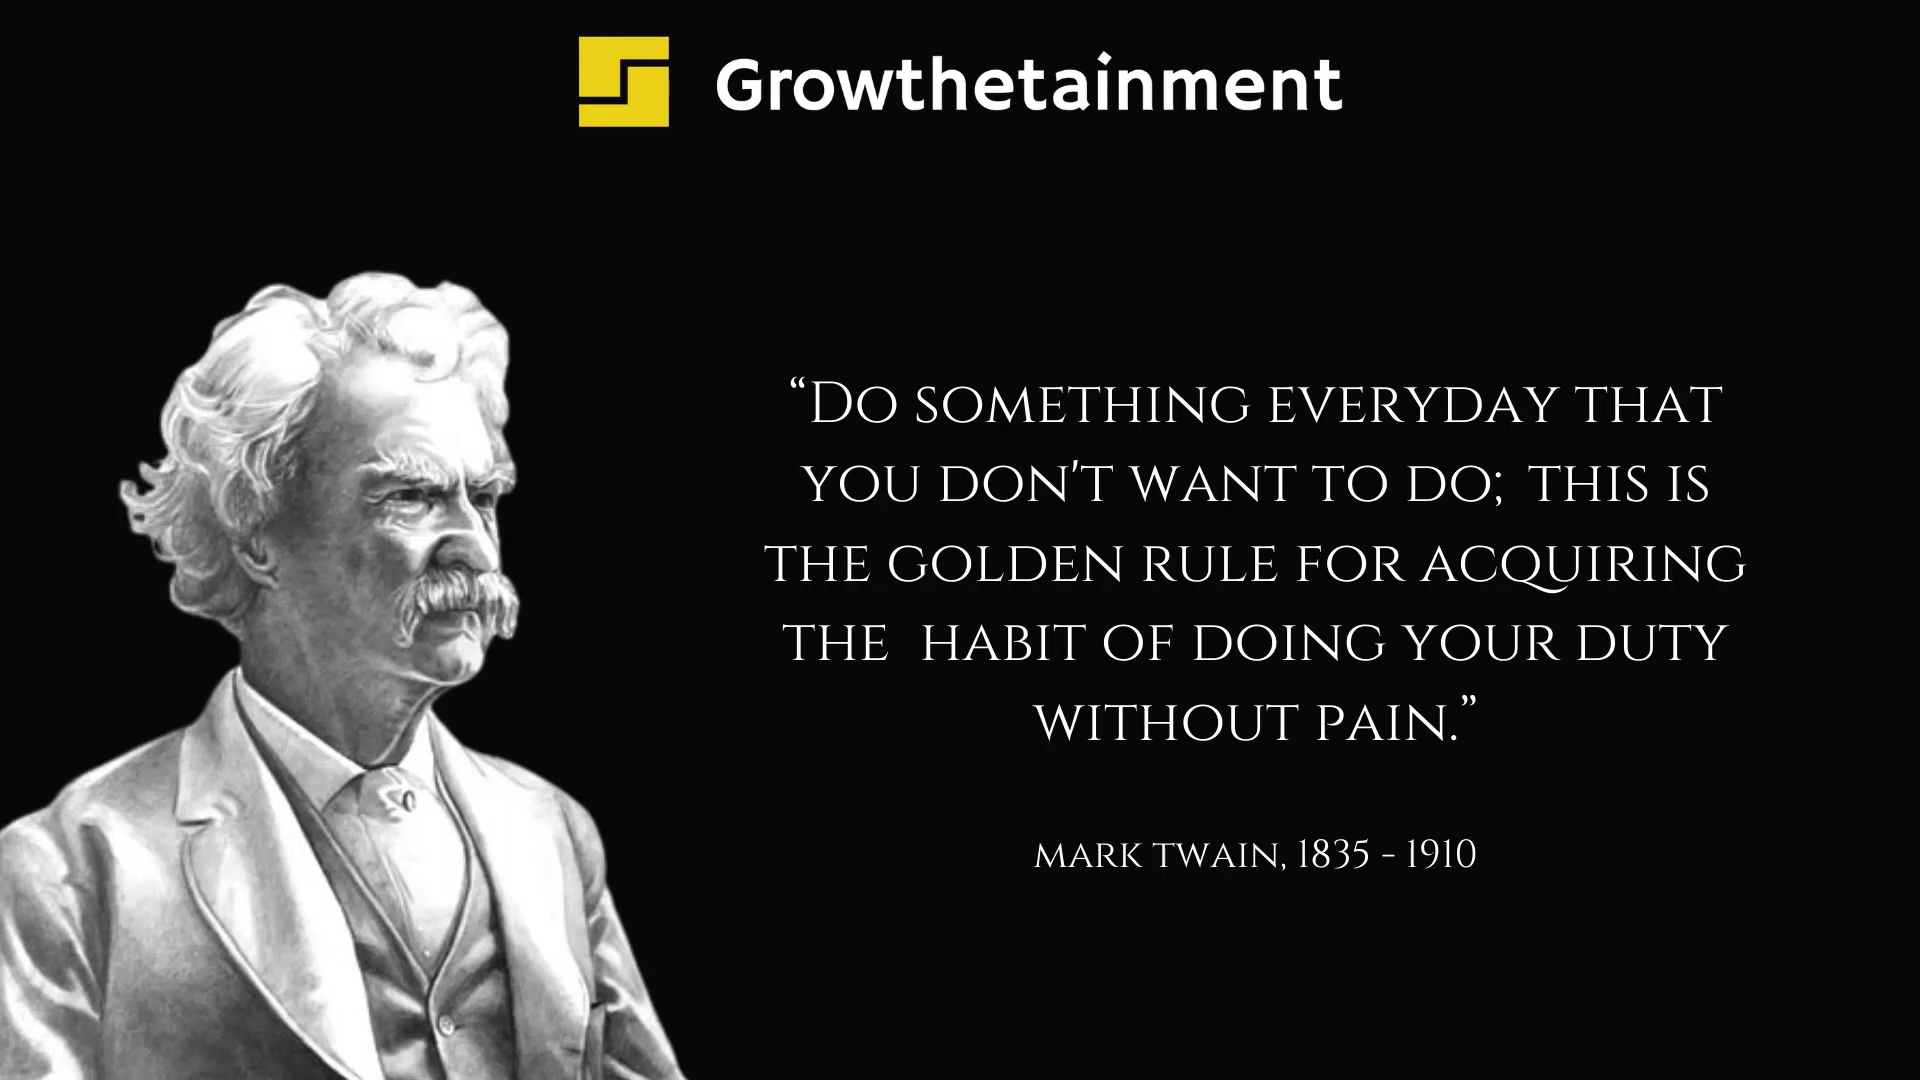 Growthetainment
“Do something everyday that
you don't want to do; this is
the golden rule for acquiring
the habit of doing your duty
without pain.”
Mark Twain, 1835 - 1910